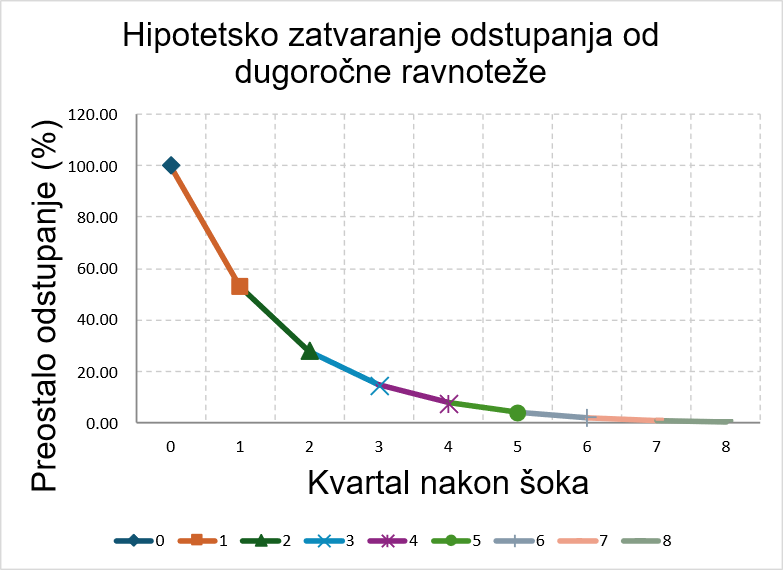 Hipotetsko zatvaranje odstupanja od
dugoročne ravnoteže
Preostalo odstupanje (%)
120.00
100.00
80.00
60.00
40.00
20.00
0.00
0 1 2 3 4 5 6 7 8
Kvartal nakon šoka
0 1 2 3 4 5 6 7 8